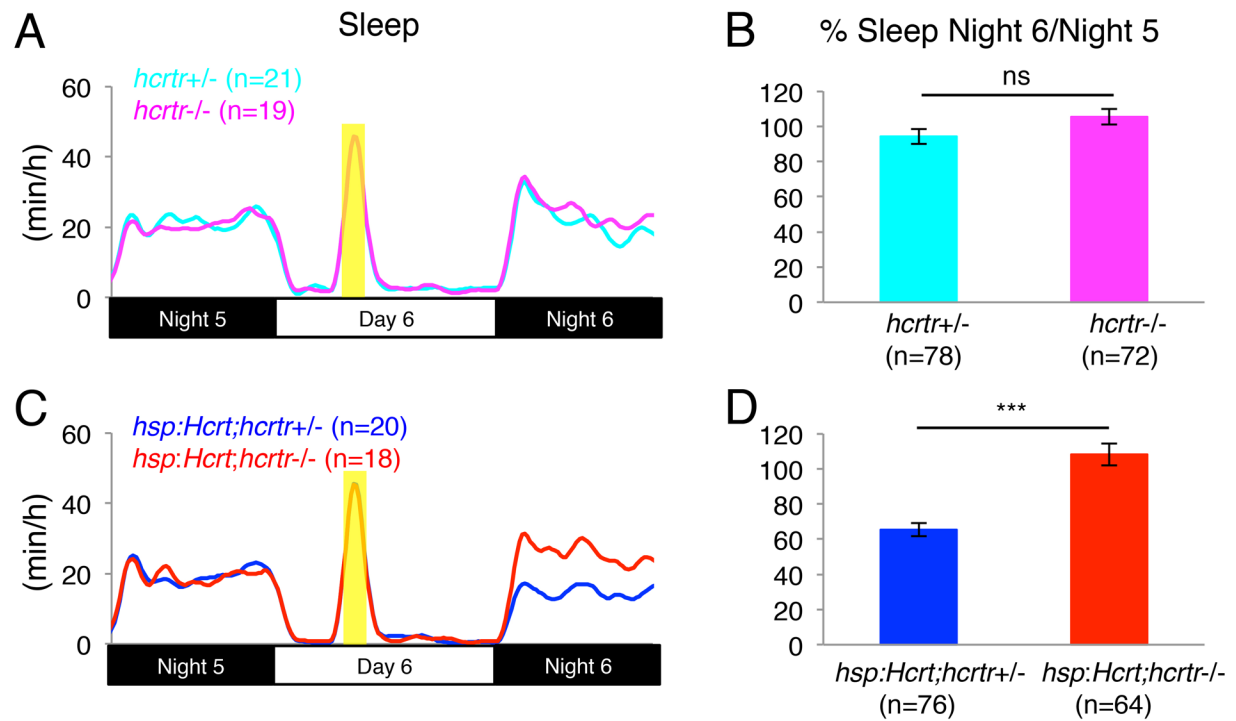 A
Sleep
hcrtr+/- (n=21)
hcrtr-/- (n=19)
(min/h)
60
40
20
0
Night 5
Day 6
Night 6
B
% Sleep Night 6/Night 5
ns
120
100
80
60
40
20
0
hcrtr+/-
(n=78)
hcrtr-/-
(n=72)
C
hsp:Hcrt;hcrtr+/- (n=20)
hsp:Hcrt,hcrtr-/- (n=18)
(min/h)
60
40
20
0
Night 5
Day 6
Night 6
D
***
120
100
80
60
40
20
0
hsp:Hcrt;hcrtr+/-
(n=76)
hsp:Hcrt;hcrtr-/-
(n=64)